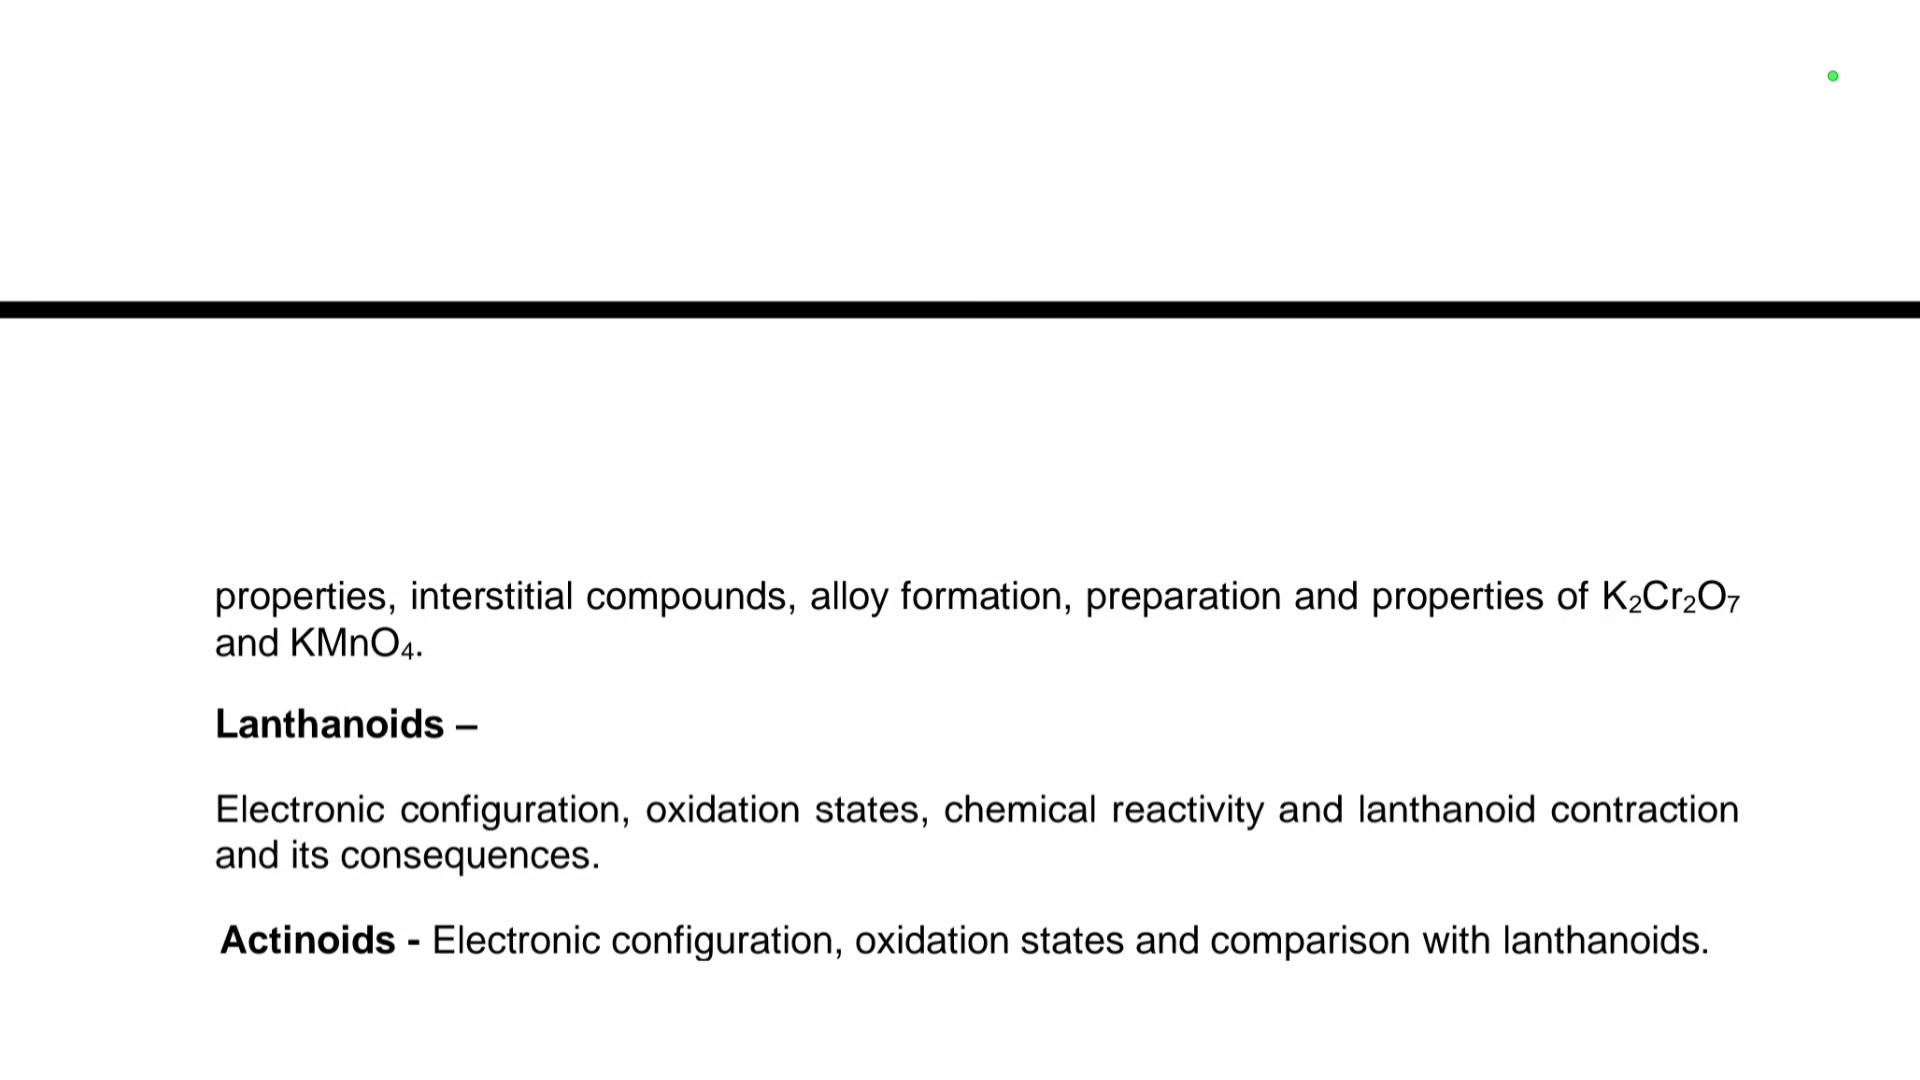 properties, interstitial compounds, alloy formation, preparation and properties of K₂Cr₂O₇
and KMnO₄.
Lanthanoids –
Electronic configuration, oxidation states, chemical reactivity and lanthanoid contraction
and its consequences.
Actinoids - Electronic configuration, oxidation states and comparison with lanthanoids.